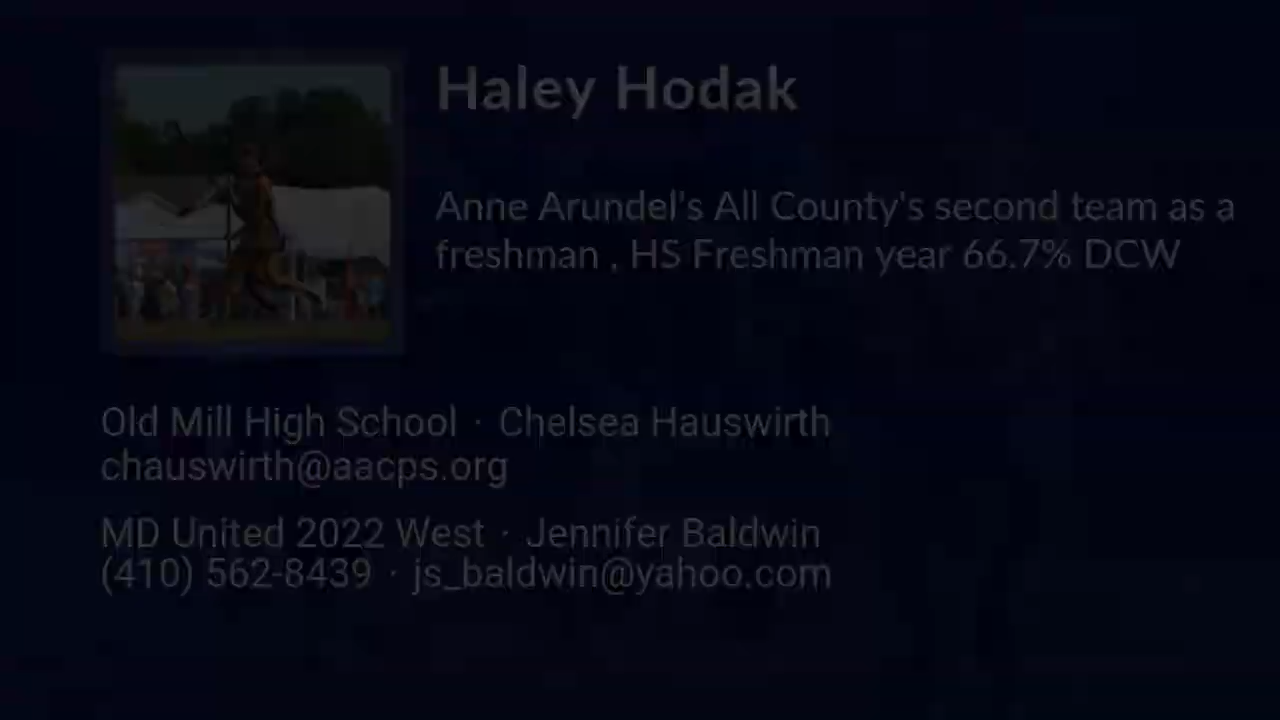 Haley Hodak
Anne Arundel's All County's second team as a
freshman , HS Freshman year 66.7% DCW
Old Mill High School · Chelsea Hauswirth
chauswirth@aacps.org
MD United 2022 West · Jennifer Baldwin
(410) 562-8439 · js_baldwin@yahoo.com